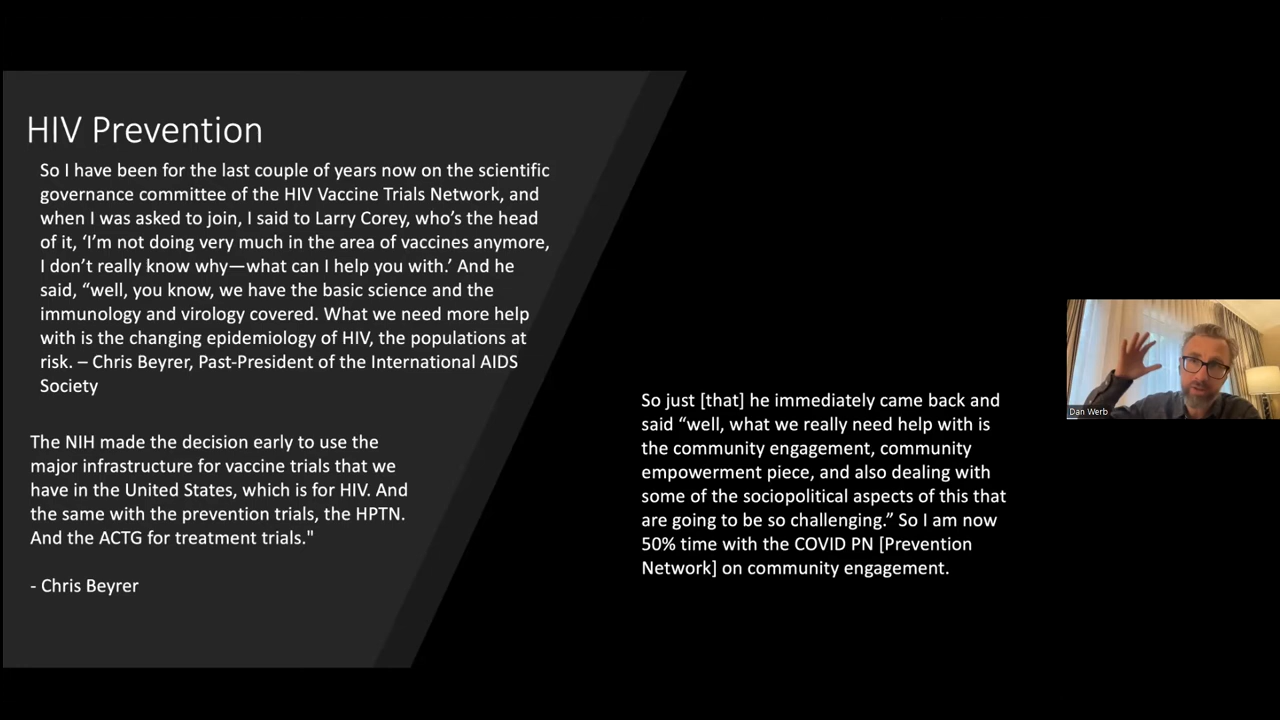 HIV Prevention
So I have been for the last couple of years now on the scientific
governance committee of the HIV Vaccine Trials Network, and
when I was asked to join, I said to Larry Corey, who’s the head
of it, ‘I’m not doing very much in the area of vaccines anymore,
I don’t really know why—what can I help you with.’ And he
said, “well, you know, we have the basic science and the
immunology and virology covered. What we need more help
with is the changing epidemiology of HIV, the populations at
risk. – Chris Beyrer, Past-President of the International AIDS
Society
The NIH made the decision early to use the
major infrastructure for vaccine trials that we
have in the United States, which is for HIV. And
the same with the prevention trials, the HPTN.
And the ACTG for treatment trials."
- Chris Beyrer
So just [that] he immediately came back and
said “well, what we really need help with is
the community engagement, community
empowerment piece, and also dealing with
some of the sociopolitical aspects of this that
are going to be so challenging.” So I am now
50% time with the COVID PN [Prevention
Network] on community engagement.
Dan Werb